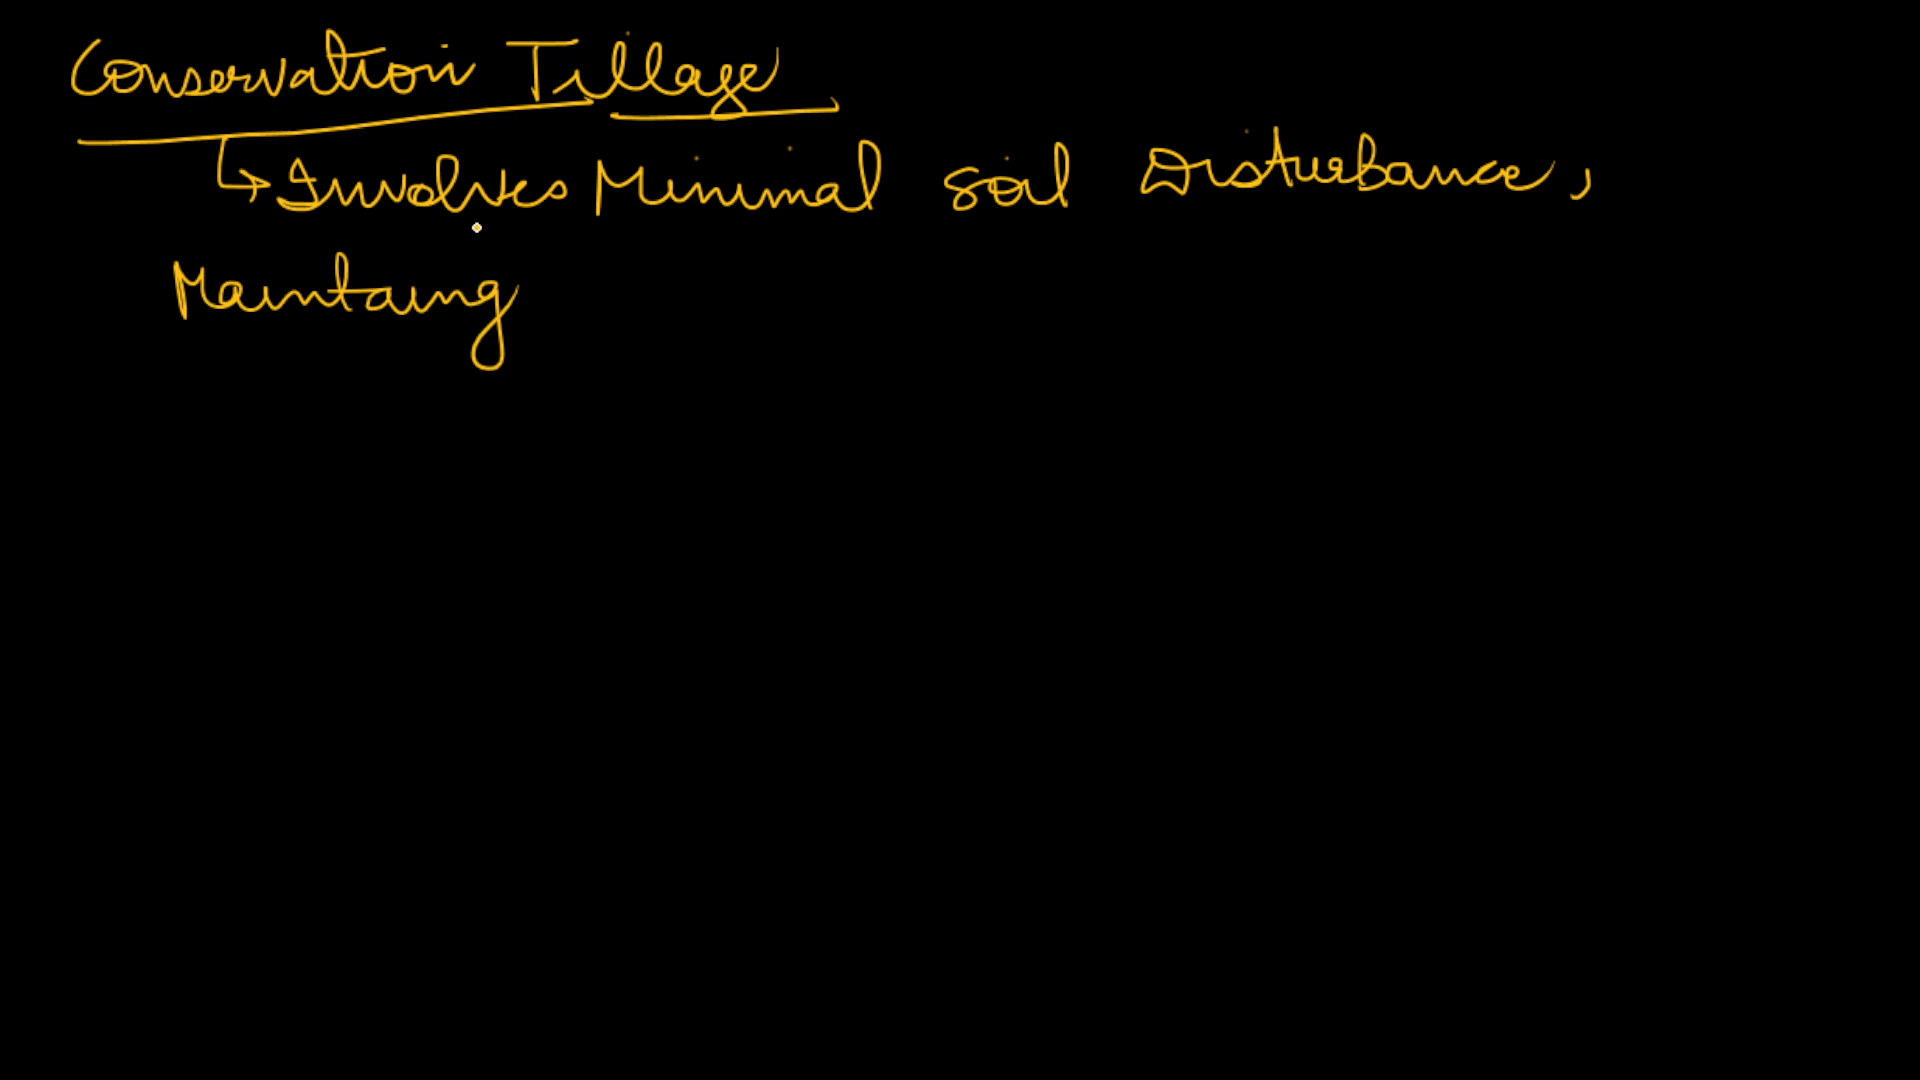 Conservation Tillage
↳ Involves Minimal soil Disturbance,
Maintaing